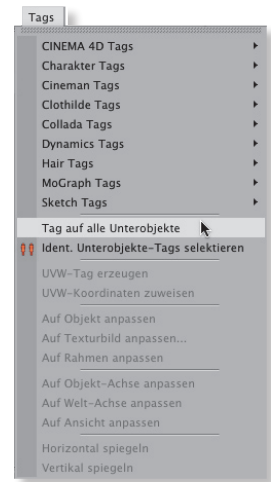 Tags
CINEMA 4D Tags
Charakter Tags
Cineman Tags
Clothilde Tags
Collada Tags
Dynamics Tags
Hair Tags
MoGraph Tags
Sketch Tags
Tag auf alle Unterobjekte
Ident. Unterobjekte-Tags selektieren
UVW-Tag erzeugen
UVW-Koordinaten zuweisen
Auf Objekt anpassen
Auf Texturbild anpassen...
Auf Rahmen anpassen
Auf Objekt-Achse anpassen
Auf Welt-Achse anpassen
Auf Ansicht anpassen
Horizontal spiegeln
Vertikal spiegeln